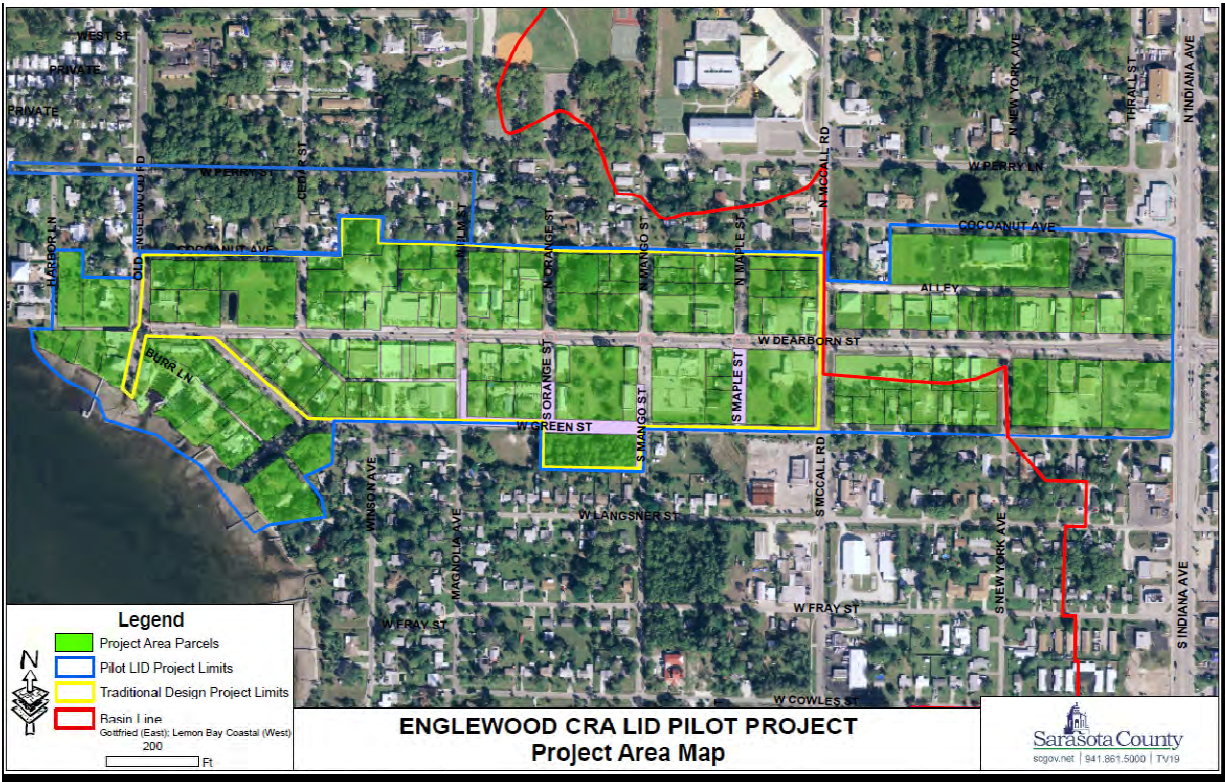 WEST ST
PRIVATE
PRIVATE
N NEW YORK AVE
THRALL ST
N INDIANA AVE
N MCCALL RD
W PERRY LN
W PERRY ST
CEDAR ST
OLD ENGLEWOOD RD
HARBOR LN
N ELM ST
N ORANGE ST
N MANGO ST
N MAPLE ST
COCOANUT AVE
COCOANUT AVE
ALLEY
W DEARBORN ST
BURR LN
S ORANGE ST
S MANGO ST
S MAPLE ST
W GREEN ST
WINSON AVE
MAGNOLIA AVE
S MCCALL RD
W LANGSNER ST
S NEW YORK AVE
S INDIANA AVE
W FRAY ST
W FRAY ST
W COWLES ST
Legend
Project Area Parcels
Pilot LID Project Limits
Traditional Design Project Limits
Basin Line
Gottfried (East); Lemon Bay Coastal (West)
N
200
Ft
ENGLEWOOD CRA LID PILOT PROJECT
Project Area Map
Sarasota County
scgov.net | 941.861.5000 | TV19